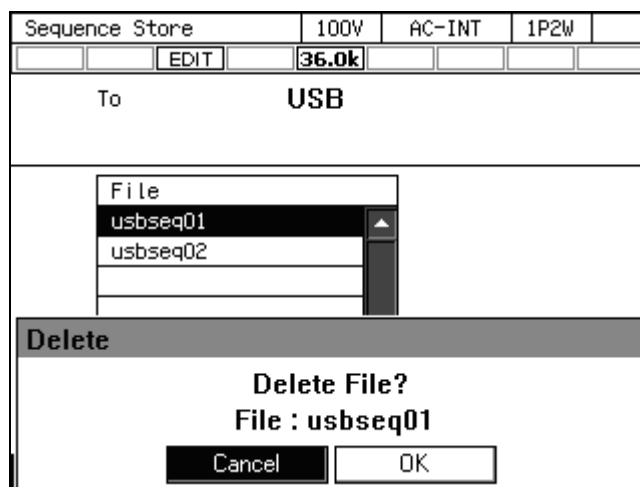 Sequence Store 100V AC-INT 1P2W
EDIT 36.0k
To USB
File
usbseq01
usbseq02
Delete
Delete File?
File : usbseq01
Cancel OK